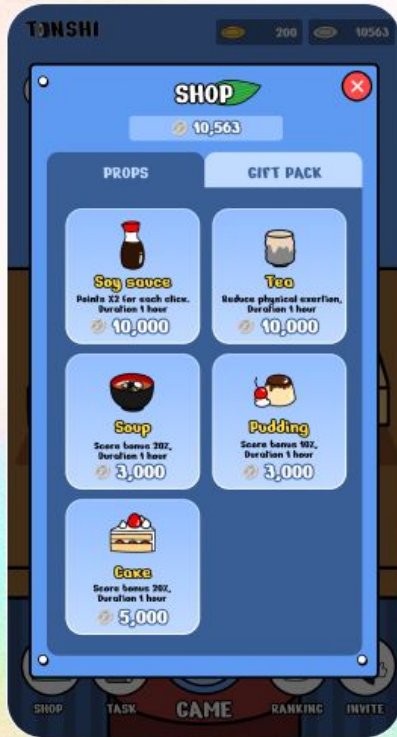 TONSHI
200 10563
SHOP
10,563
PROPS GIFT PACK
Soy sauce
Points X2 for each click.
Duration 1 hour
10,000
Tea
Reduce physical exertion,
Duration 1 hour
10,000
Soup
Score bonus 20%,
Duration 1 hour
3,000
Pudding
Score bonus 10%,
Duration 1 hour
3,000
Cake
Score bonus 20%,
Duration 1 hour
5,000
SHOP TASK GAME RANKING INVITE